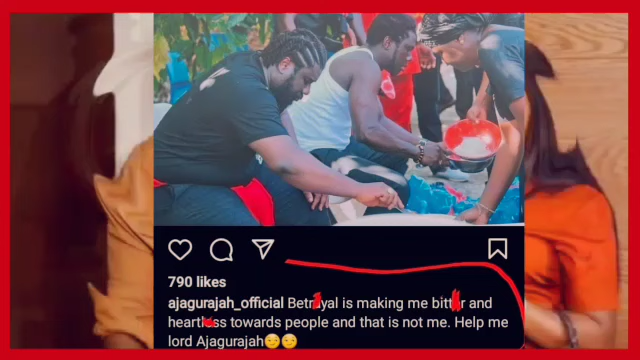 790 likes
ajagurajah_official Betrayal is making me bitter and
heartless towards people and that is not me. Help me
lord Ajagurajah😏😏